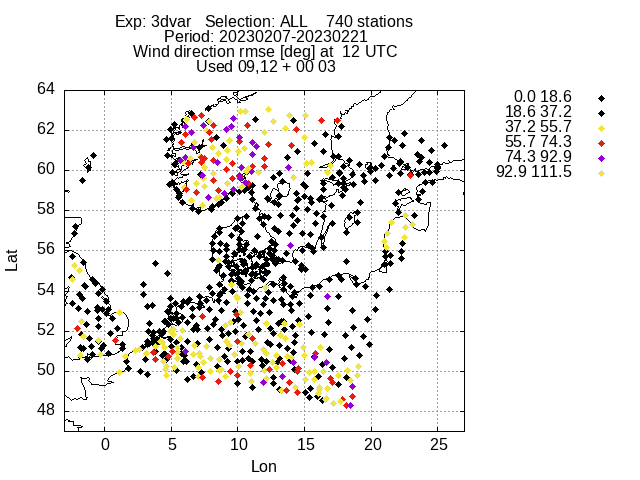 Exp: 3dvar   Selection: ALL    740 stations
Period: 20230207-20230221
Wind direction rmse [deg] at  12 UTC
Used 09,12 + 00 03
64
62
60
58
56
54
52
50
48
Lat
0 5 10 15 20 25
Lon
0.0 18.6
18.6 37.2
37.2 55.7
55.7 74.3
74.3 92.9
92.9 111.5